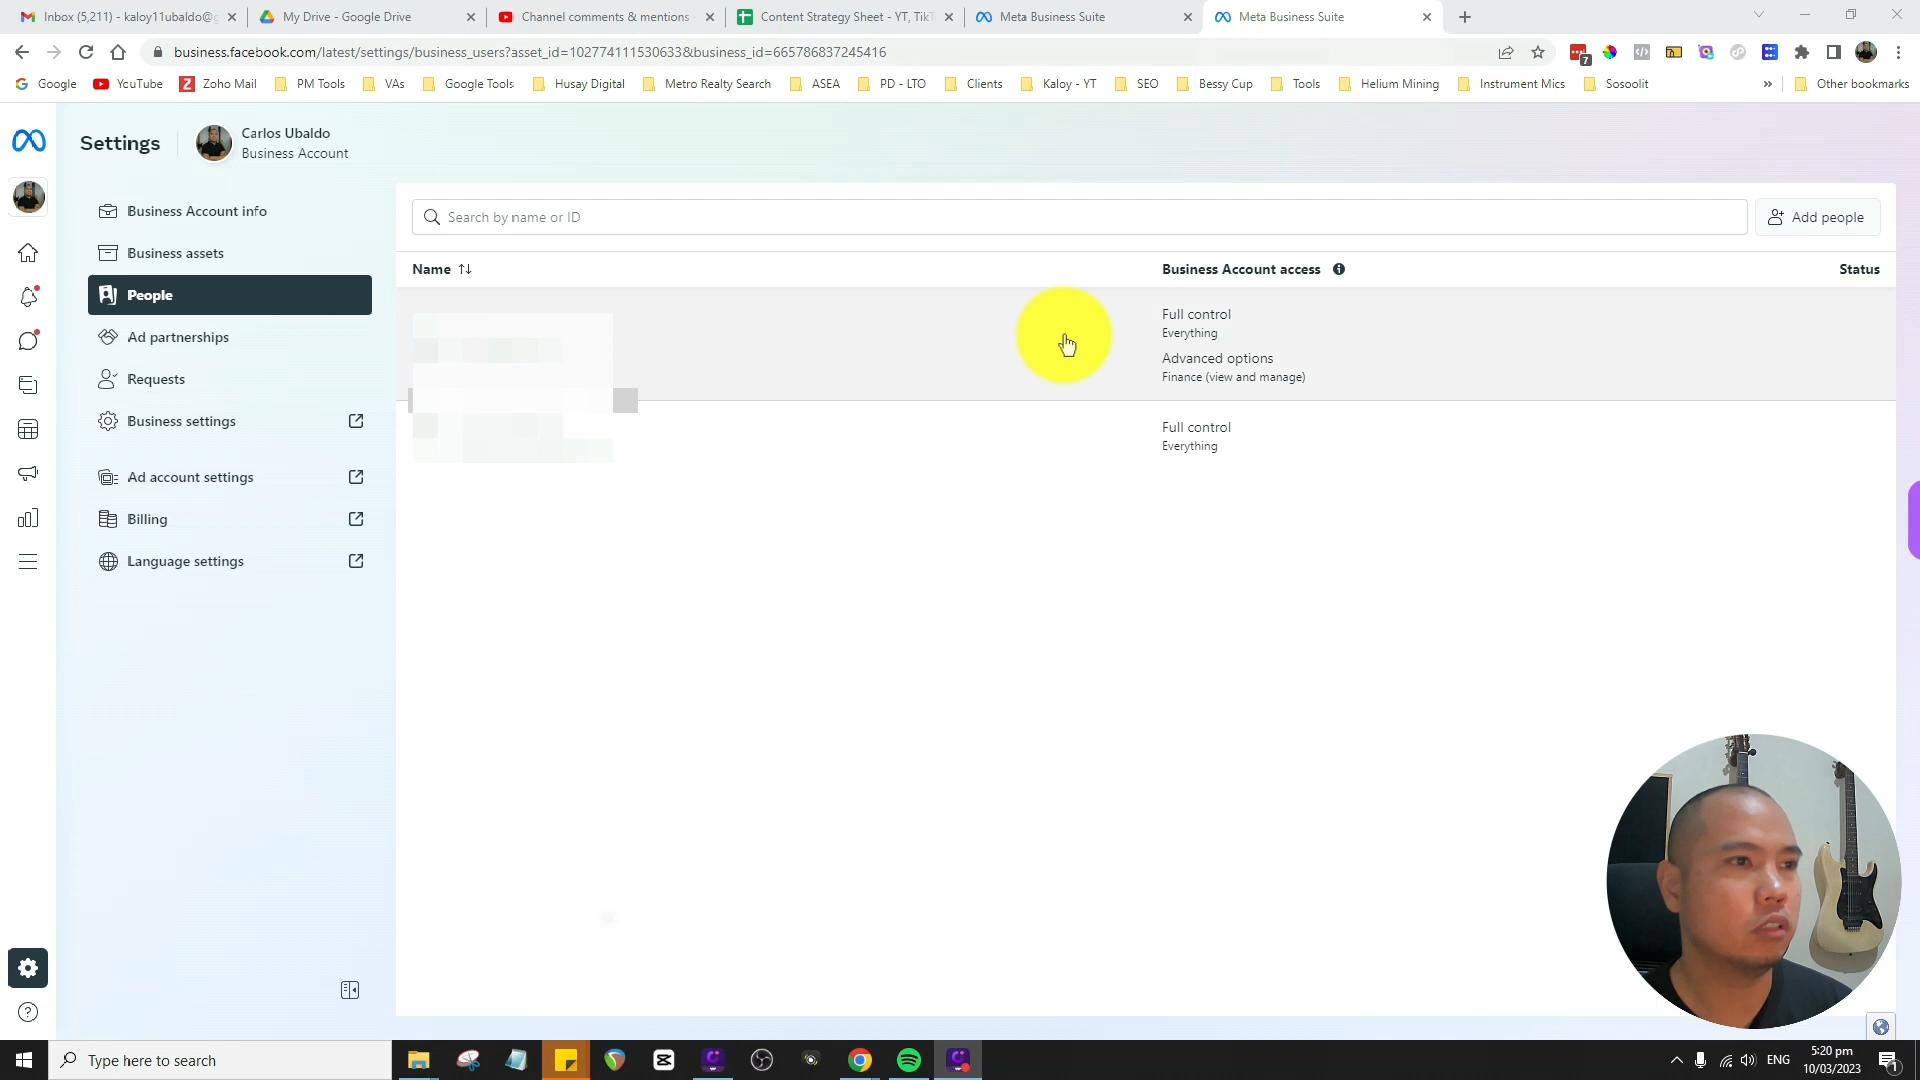 Inbox (5,211) - kaloy11ubaldo@g
My Drive - Google Drive
Channel comments & mentions
Content Strategy Sheet - YT, TikT
Meta Business Suite
Meta Business Suite
business.facebook.com/latest/settings/business_users?asset_id=102774111530633&business_id=665786837245416
7
Google
YouTube
Zoho Mail
PM Tools
VAs
Google Tools
Husay Digital
Metro Realty Search
ASEA
PD - LTO
Clients
Kaloy - YT
SEO
Bessy Cup
Tools
Helium Mining
Instrument Mics
Sosoolit
Other bookmarks
Settings
Carlos Ubaldo
Business Account
Business Account info
Business assets
People
Ad partnerships
Requests
Business settings
Ad account settings
Billing
Language settings
Search by name or ID
Add people
Name
Business Account access
Status
Full control
Everything
Advanced options
Finance (view and manage)
Full control
Everything
Type here to search
ENG
5:20 pm
10/03/2023
1